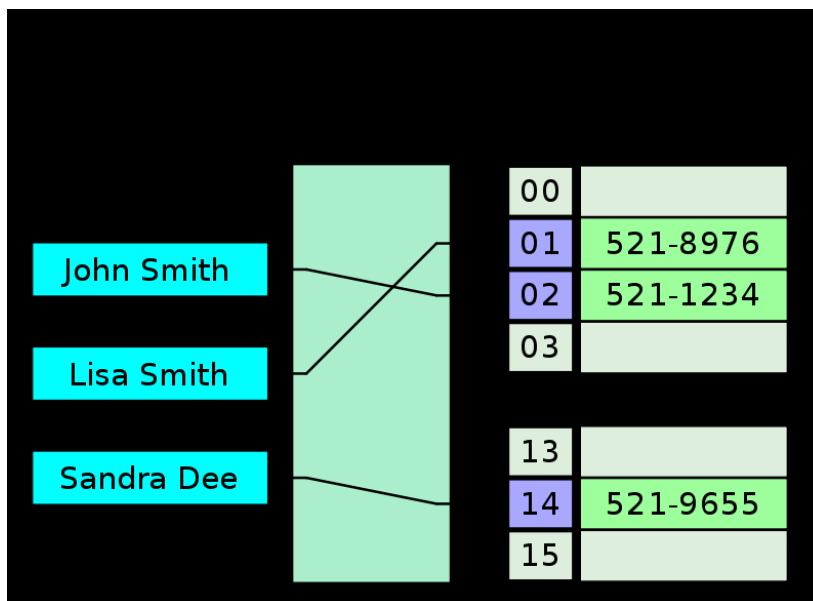 John Smith
Lisa Smith
Sandra Dee
00
01 521-8976
02 521-1234
03
13
14 521-9655
15